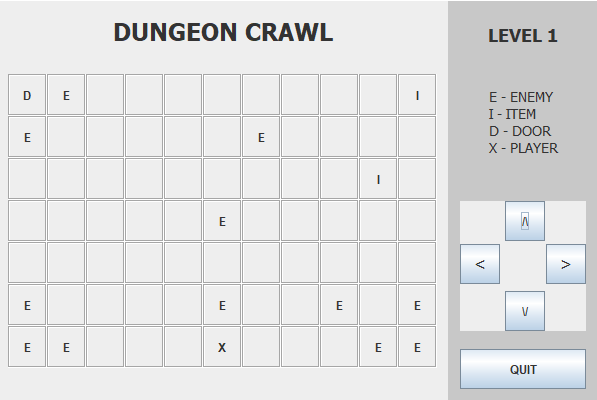 DUNGEON CRAWL
LEVEL 1
D E I
E E
I
E
E E E E
E E X E E
E - ENEMY
I - ITEM
D - DOOR
X - PLAYER
Λ
< >
V
QUIT